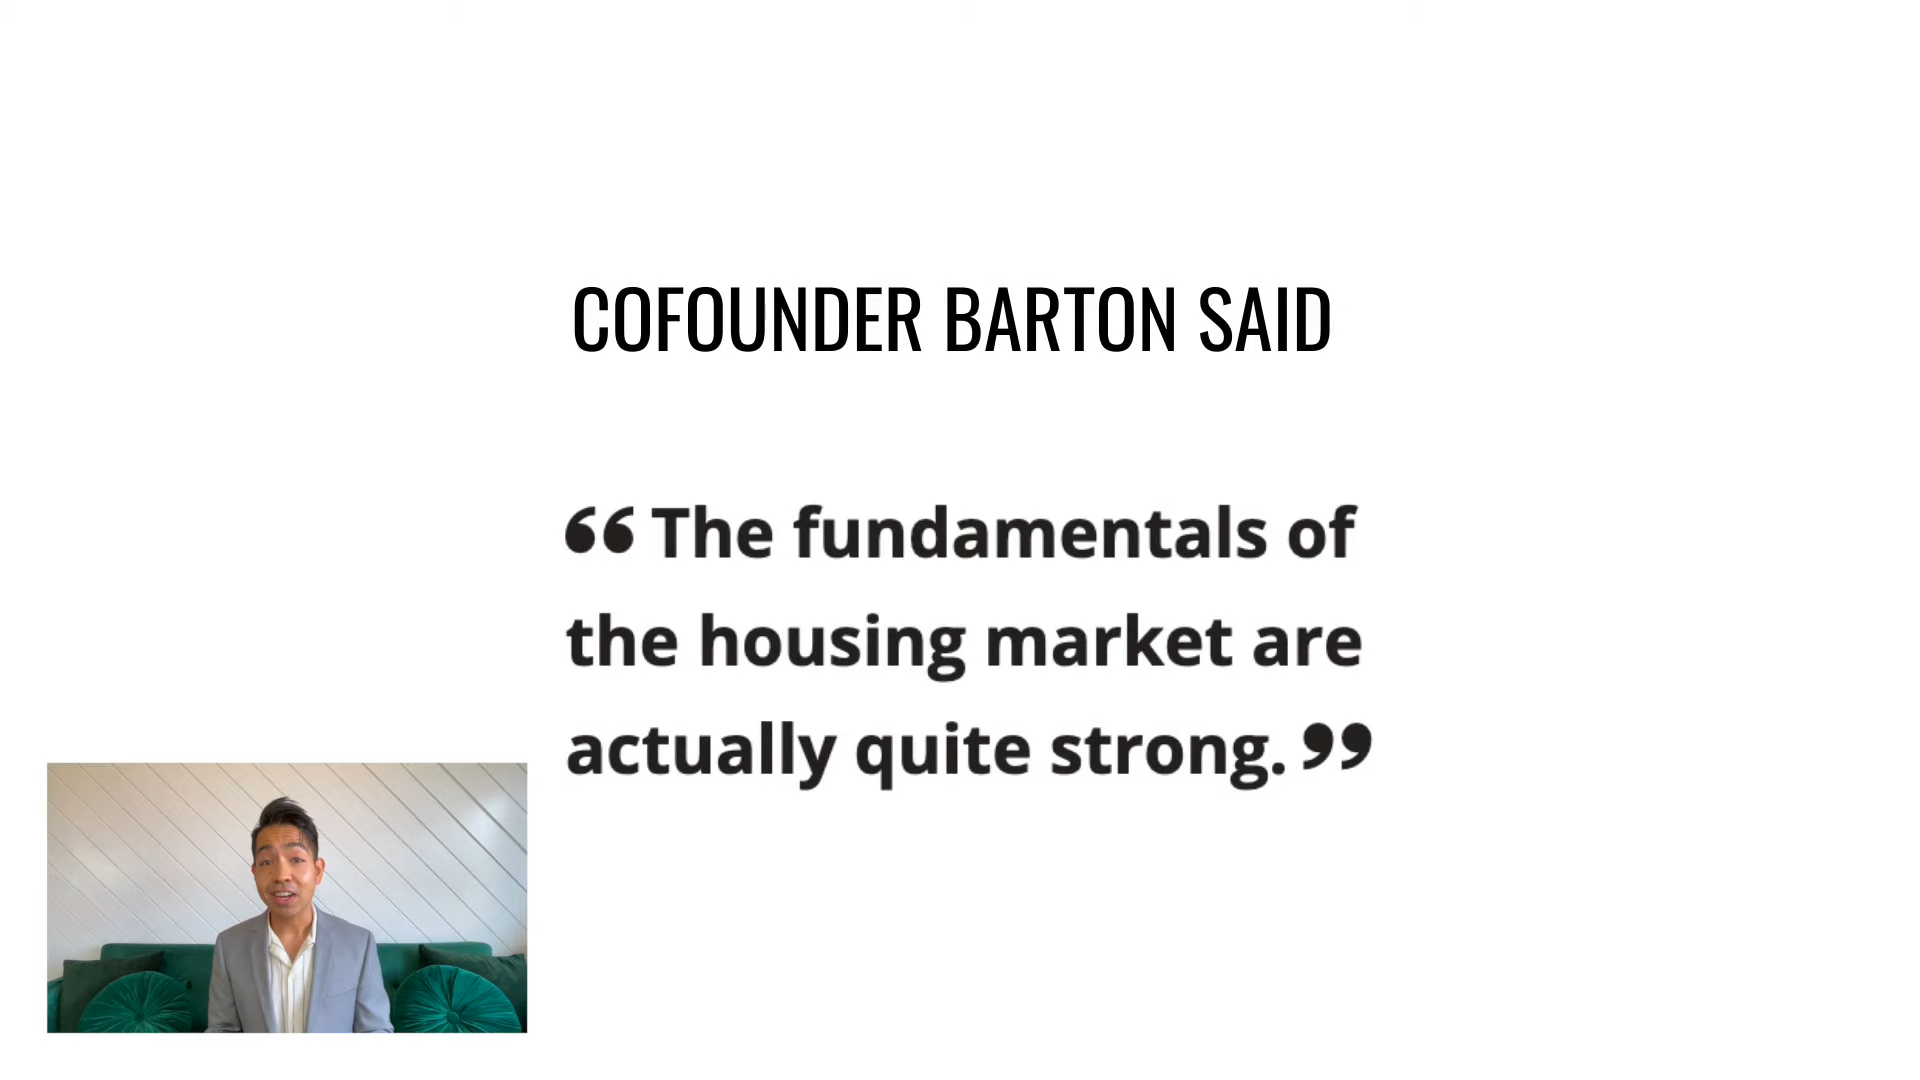 COFOUNDER BARTON SAID
“The fundamentals of
the housing market are
actually quite strong.”